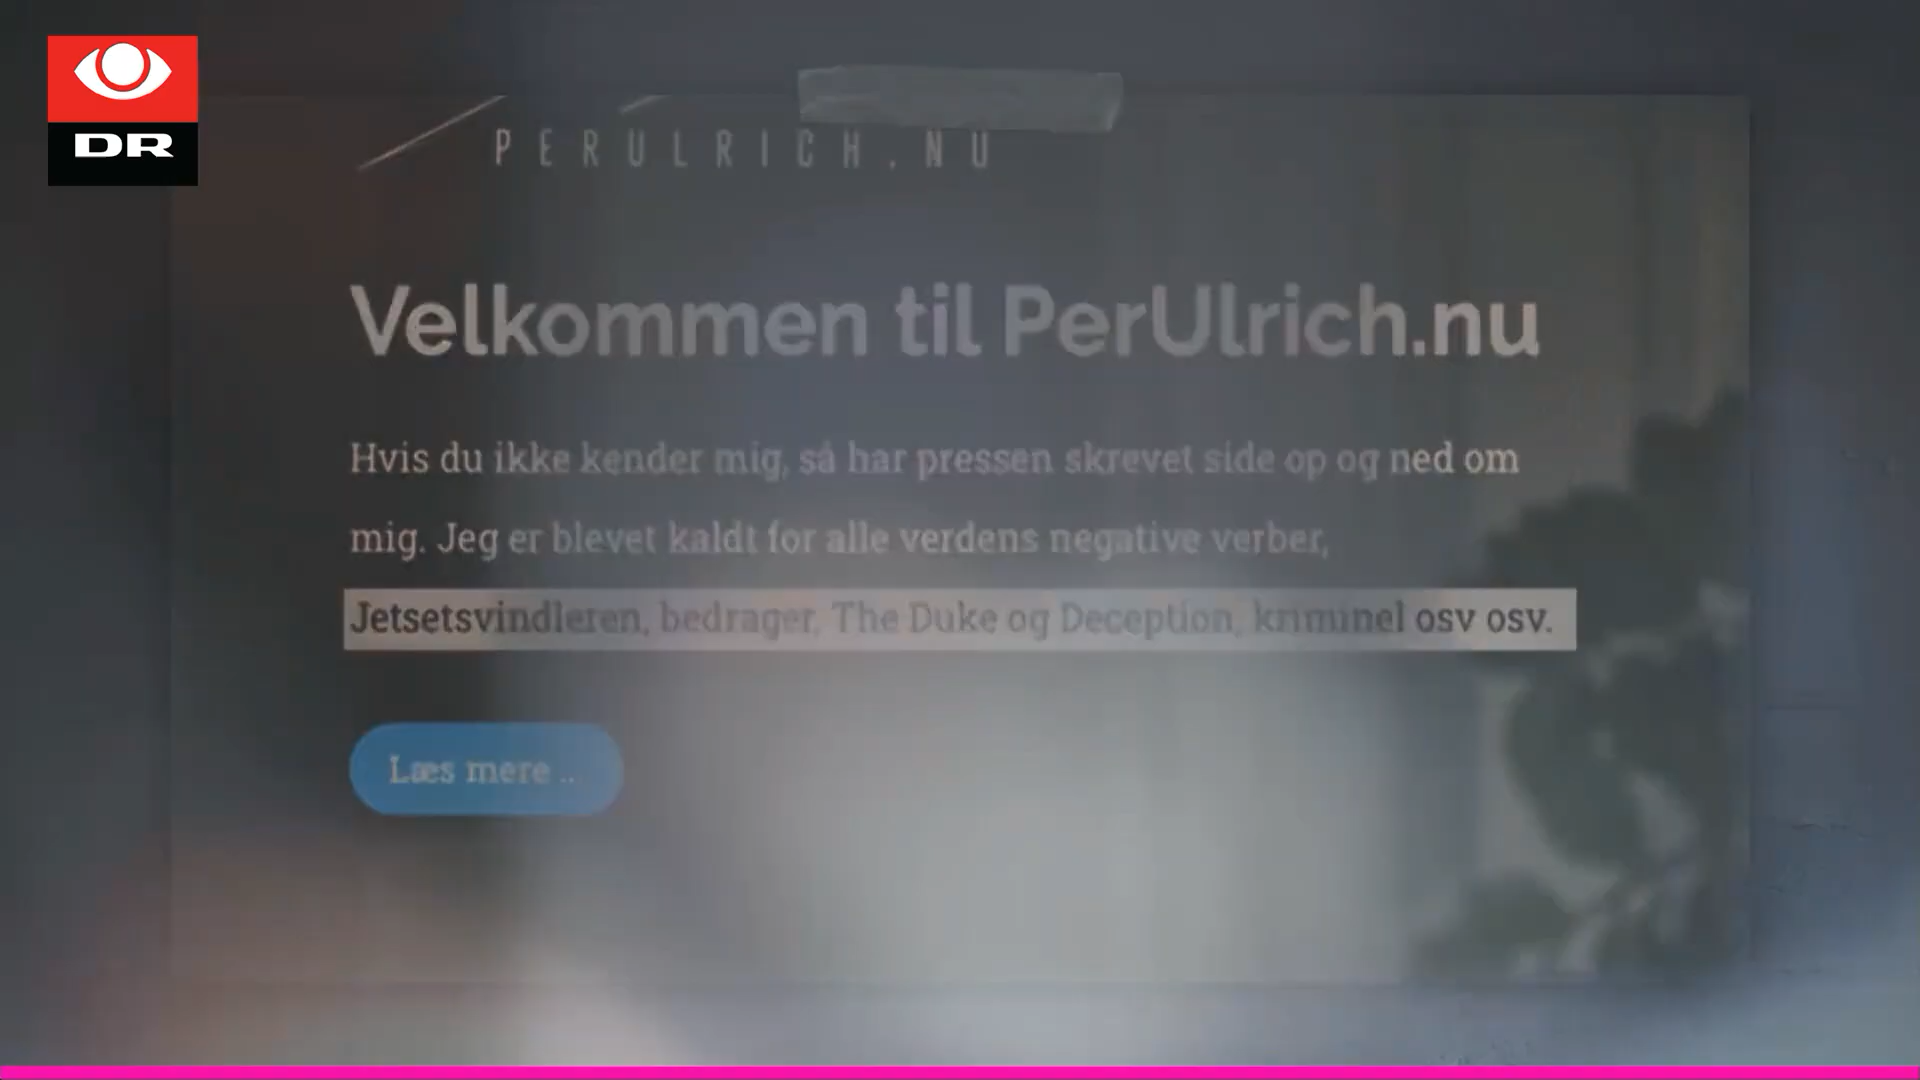 DR
PERULRICH.NU
Velkommen til PerUlrich.nu
Hvis du ikke kender mig, så har pressen skrevet side op og ned om
mig. Jeg er blevet kaldt for alle verdens negative verber,
Jetsetsvindleren, bedrager, The Duke og Deception, kriminel osv osv.
Læs mere ...